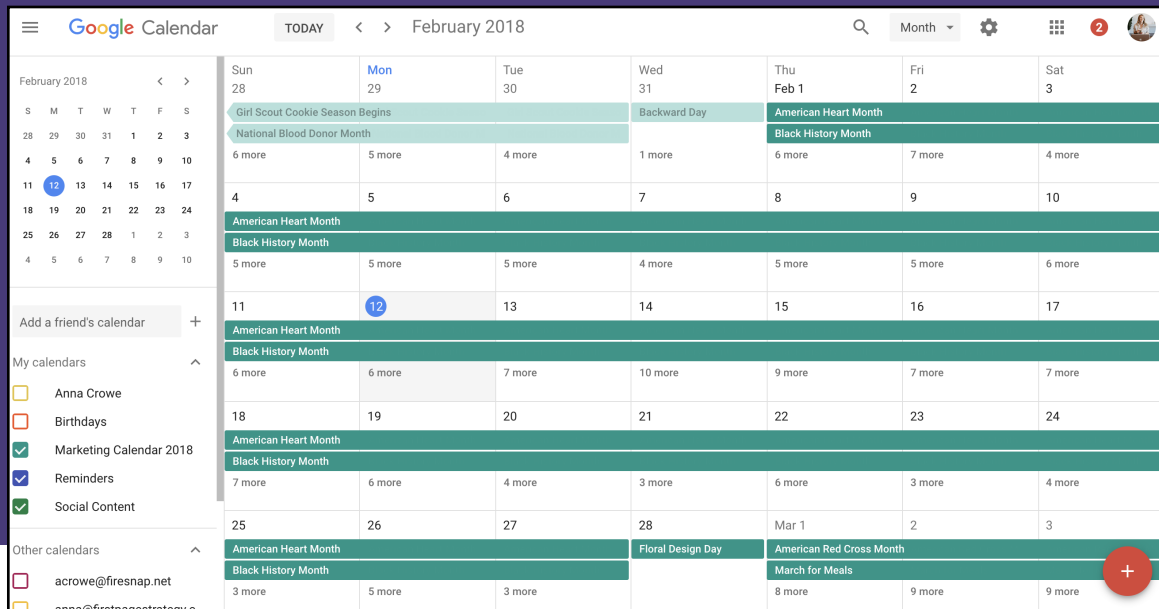 Google Calendar TODAY < > February 2018 Month 2
February 2018 < >
S M T W T F S
28 29 30 31 1 2 3
4 5 6 7 8 9 10
11 12 13 14 15 16 17
18 19 20 21 22 23 24
25 26 27 28 1 2 3
4 5 6 7 8 9 10
Add a friend's calendar +
My calendars
Anna Crowe
Birthdays
Marketing Calendar 2018
Reminders
Social Content
Other calendars
acrowe@firesnap.net
Sun Mon Tue Wed Thu Fri Sat
28 29 30 31 Feb 1 2 3
Girl Scout Cookie Season Begins Backward Day American Heart Month
National Blood Donor Month Black History Month
6 more 5 more 4 more 1 more 6 more 7 more 4 more
4 5 6 7 8 9 10
American Heart Month
Black History Month
5 more 5 more 5 more 4 more 5 more 5 more 6 more
11 12 13 14 15 16 17
American Heart Month
Black History Month
6 more 6 more 7 more 10 more 9 more 7 more 7 more
18 19 20 21 22 23 24
American Heart Month
Black History Month
7 more 6 more 4 more 3 more 6 more 3 more 4 more
25 26 27 28 Mar 1 2 3
American Heart Month Floral Design Day American Red Cross Month
Black History Month March for Meals
3 more 5 more 3 more 8 more 9 more 9 more
+